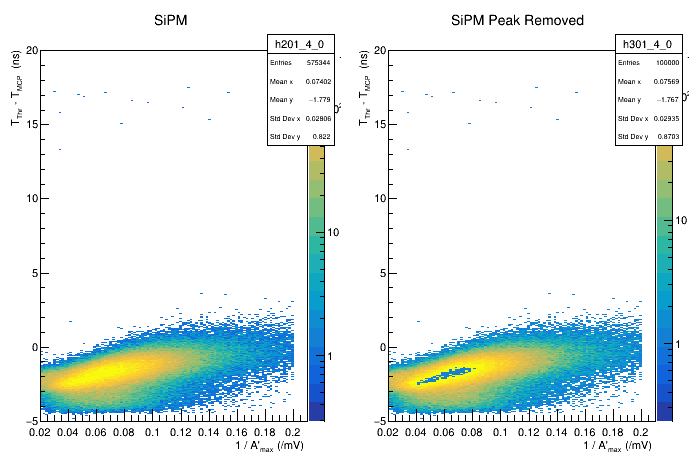 SiPM
SiPM Peak Removed
T_Thr - T_MCP (ns)
20
15
10
5
0
−5
0.02 0.04 0.06 0.08 0.1 0.12 0.14 0.16 0.18 0.2
1 / A'_max (/mV)
h201_4_0
Entries 575344
Mean x 0.07402
Mean y −1.779
Std Dev x 0.02806
Std Dev y 0.822
10
1
T_Thr - T_MCP (ns)
20
15
10
5
0
−5
0.02 0.04 0.06 0.08 0.1 0.12 0.14 0.16 0.18 0.2
1 / A'_max (/mV)
h301_4_0
Entries 100000
Mean x 0.07569
Mean y −1.767
Std Dev x 0.02935
Std Dev y 0.8703
10
1